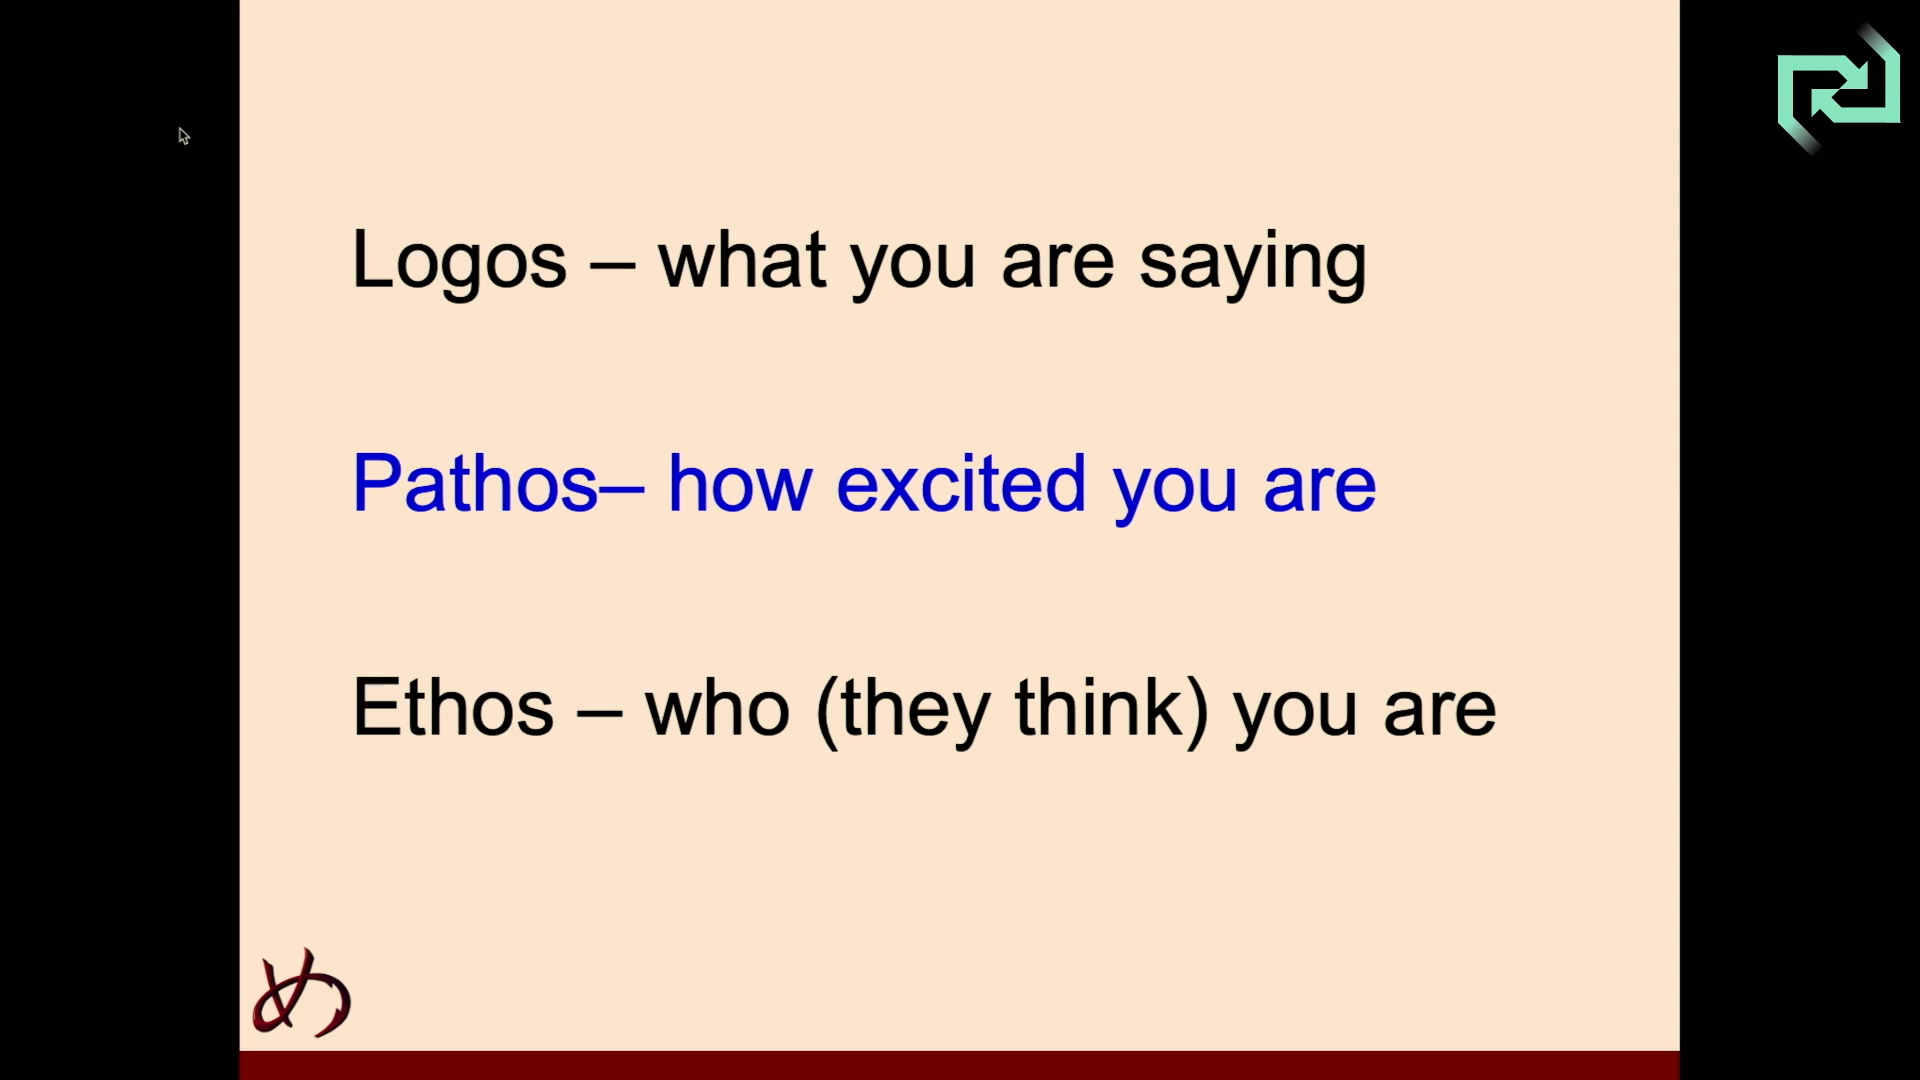 Logos – what you are saying
Pathos– how excited you are
Ethos – who (they think) you are
め